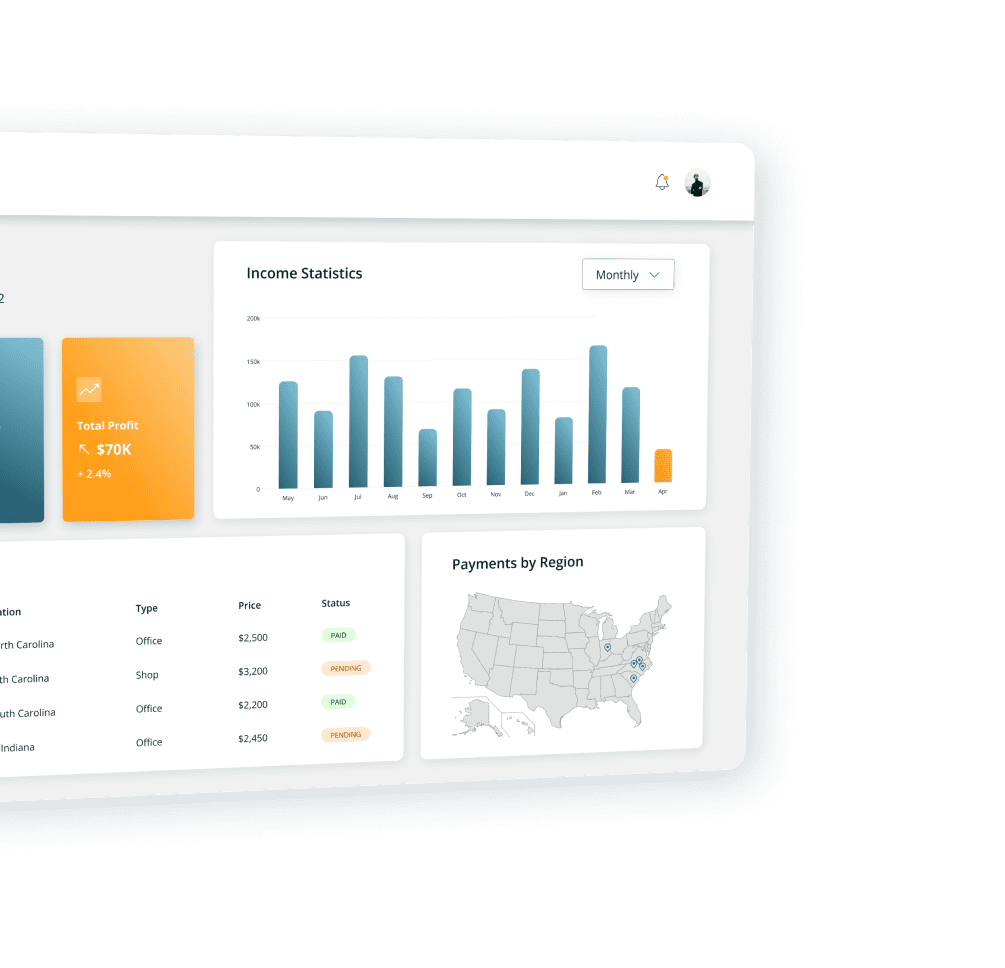 2
Total Profit
$70K
+ 2.4%
Income Statistics
Monthly
200k
150k
100k
50k
0
May Jun Jul Aug Sep Oct Nov Dec Jan Feb Mar Apr
ation Type Price Status
rth Carolina Office $2,500 PAID
th Carolina Shop $3,200 PENDING
uth Carolina Office $2,200 PAID
Indiana Office $2,450 PENDING
Payments by Region